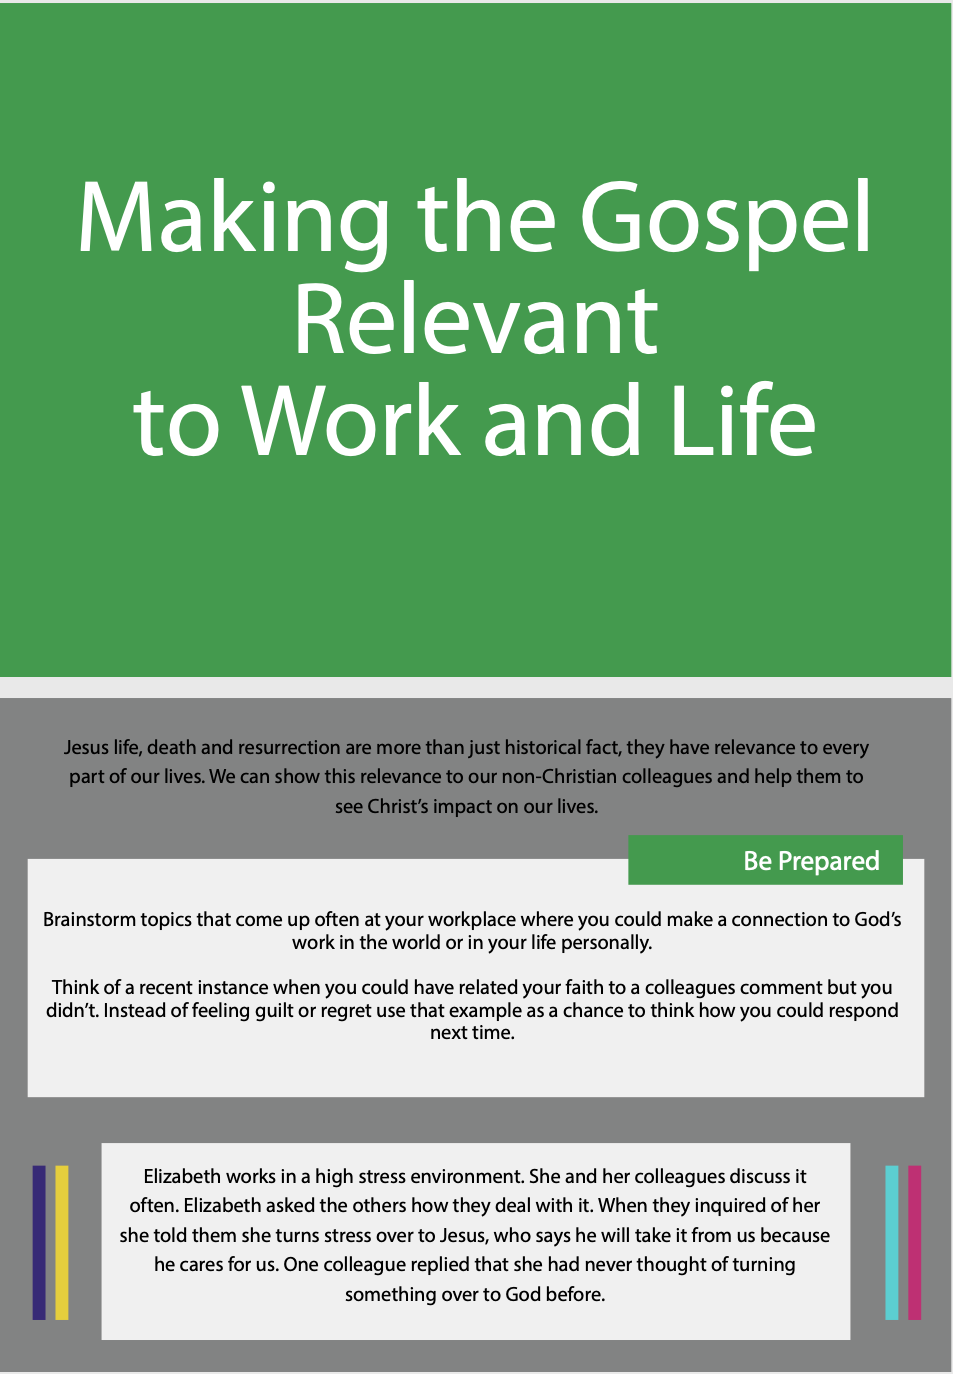 Making the Gospel
Relevant
to Work and Life
Jesus life, death and resurrection are more than just historical fact, they have relevance to every
part of our lives. We can show this relevance to our non-Christian colleagues and help them to
see Christ’s impact on our lives.
Be Prepared
Brainstorm topics that come up often at your workplace where you could make a connection to God’s
work in the world or in your life personally.
Think of a recent instance when you could have related your faith to a colleagues comment but you
didn’t. Instead of feeling guilt or regret use that example as a chance to think how you could respond
next time.
Elizabeth works in a high stress environment. She and her colleagues discuss it
often. Elizabeth asked the others how they deal with it. When they inquired of her
she told them she turns stress over to Jesus, who says he will take it from us because
he cares for us. One colleague replied that she had never thought of turning
something over to God before.